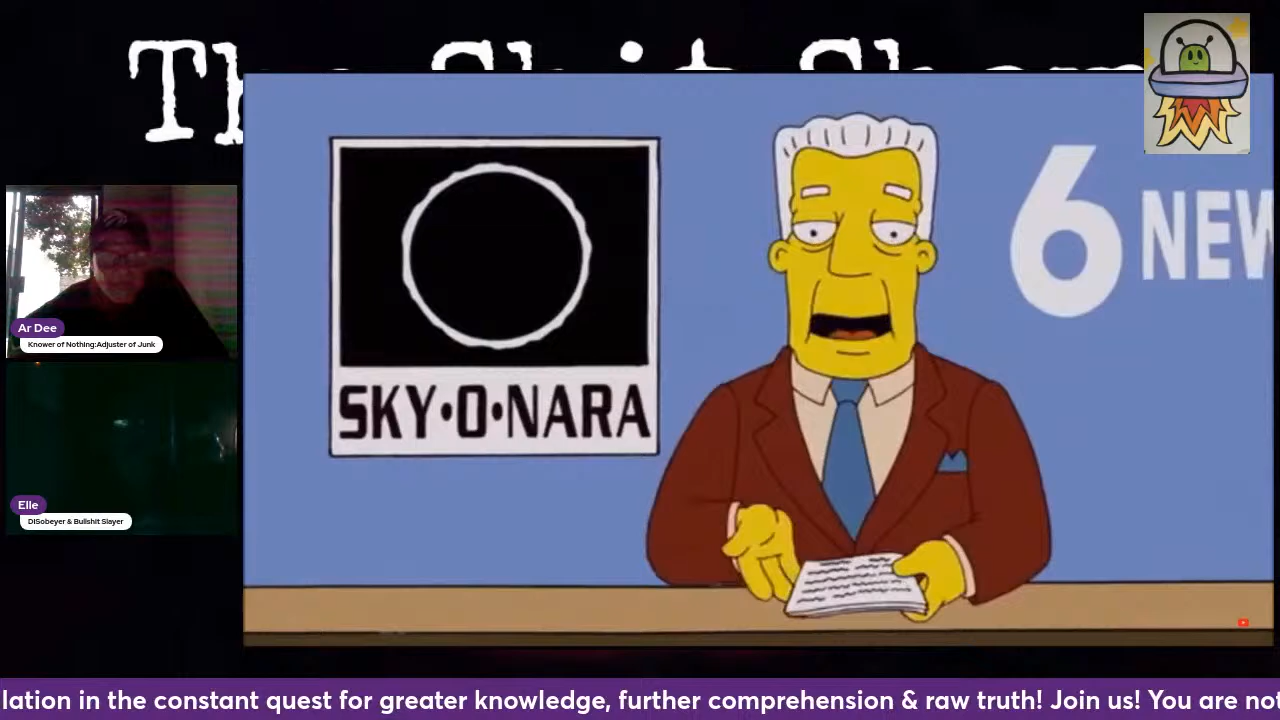 6 NEW
SKY•O•NARA
Ar Dee
Knower of Nothing:Adjuster of Junk
Elle
DISobeyer & Bullshit Slayer
lation in the constant quest for greater knowledge, further comprehension & raw truth! Join us! You are not